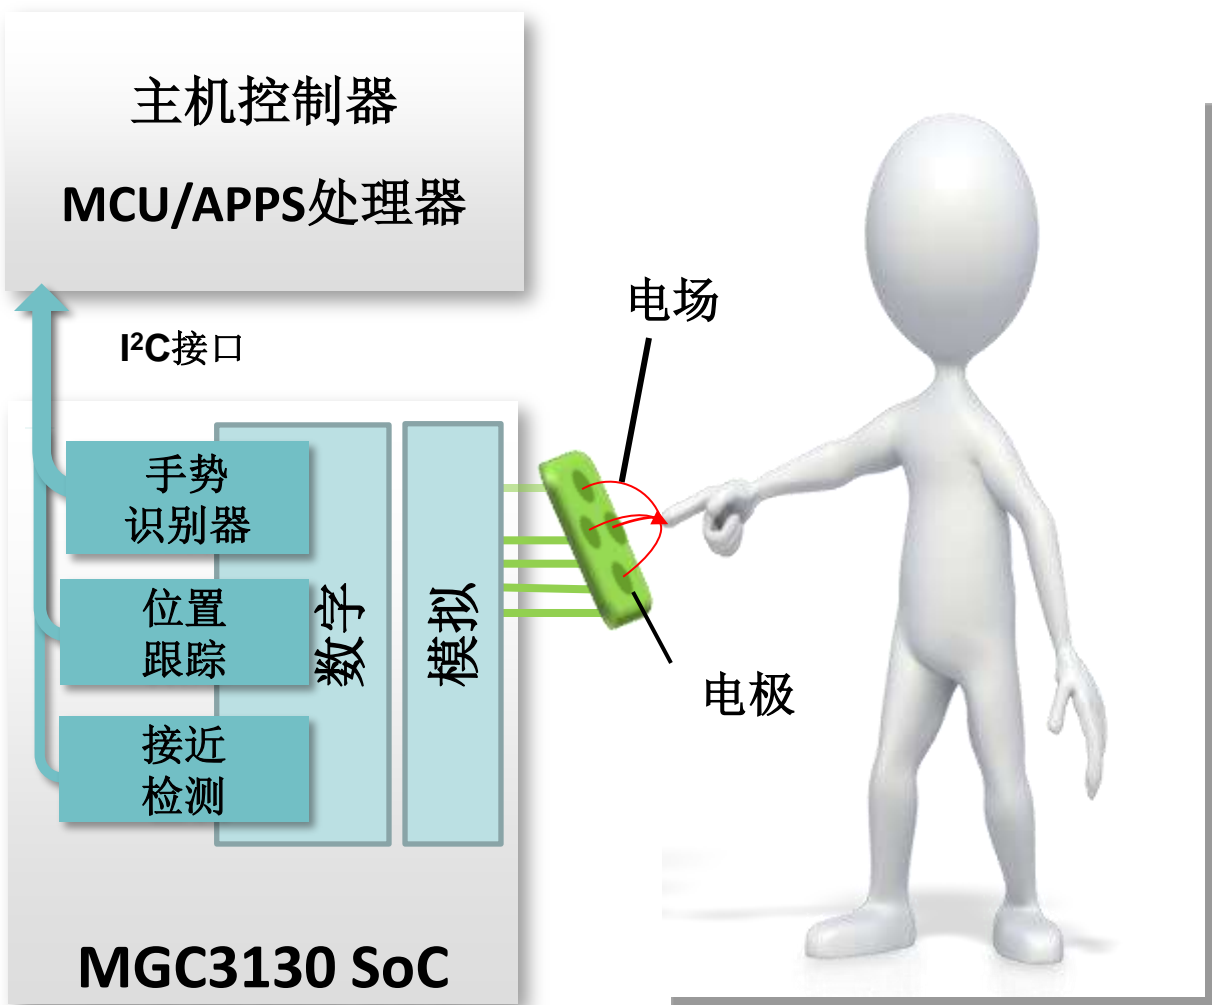 主机控制器
MCU/APPS处理器
I²C接口
电场
手势
识别器
位置
跟踪
接近
检测
数字
模拟
电极
MGC3130 SoC